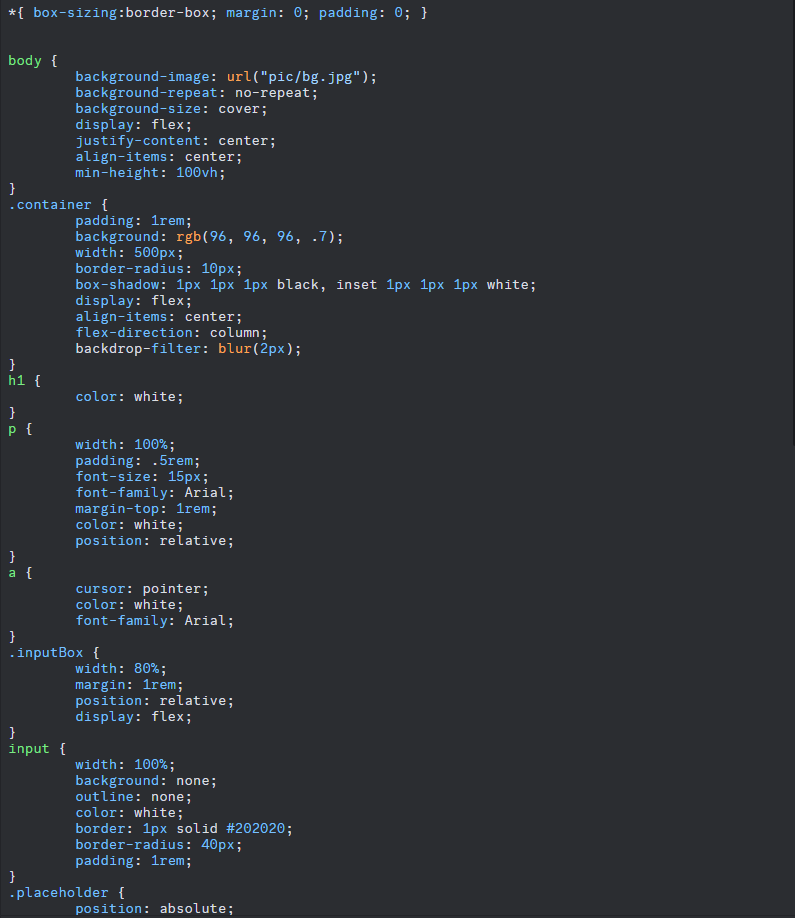 *{ box-sizing:border-box; margin: 0; padding: 0; }
body {
background-image: url("pic/bg.jpg");
background-repeat: no-repeat;
background-size: cover;
display: flex;
justify-content: center;
align-items: center;
min-height: 100vh;
}
.container {
padding: 1rem;
background: rgb(96, 96, 96, .7);
width: 500px;
border-radius: 10px;
box-shadow: 1px 1px 1px black, inset 1px 1px 1px white;
display: flex;
align-items: center;
flex-direction: column;
backdrop-filter: blur(2px);
}
h1 {
color: white;
}
p {
width: 100%;
padding: .5rem;
font-size: 15px;
font-family: Arial;
margin-top: 1rem;
color: white;
position: relative;
}
a {
cursor: pointer;
color: white;
font-family: Arial;
}
.inputBox {
width: 80%;
margin: 1rem;
position: relative;
display: flex;
}
input {
width: 100%;
background: none;
outline: none;
color: white;
border: 1px solid #202020;
border-radius: 40px;
padding: 1rem;
}
.placeholder {
position: absolute;